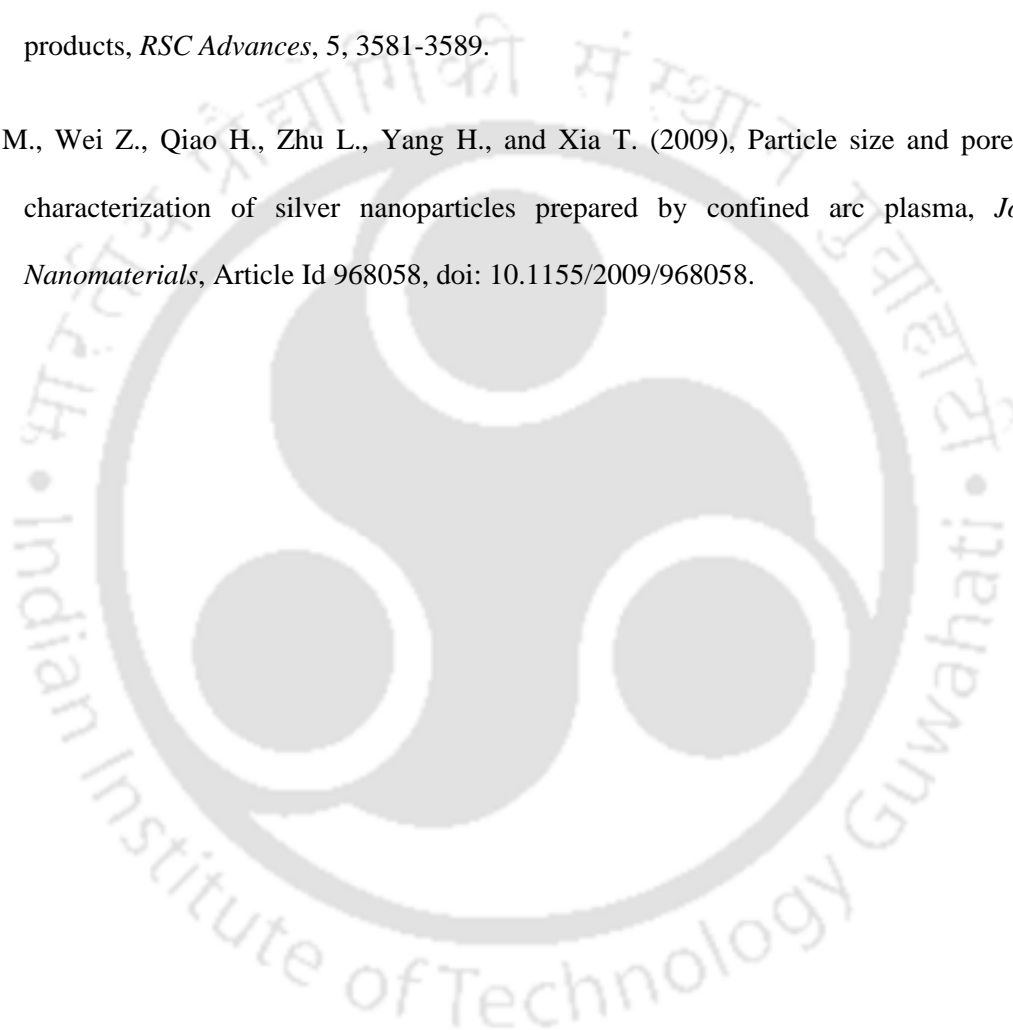 products, RSC Advances, 5, 3581-3589.
M., Wei Z., Qiao H., Zhu L., Yang H., and Xia T. (2009), Particle size and pore
characterization of silver nanoparticles prepared by confined arc plasma, Jo
Nanomaterials, Article Id 968058, doi: 10.1155/2009/968058.
भारतीय प्रौद्योगिकी संस्थान गुवाहाटी
Indian Institute of Technology Guwahati